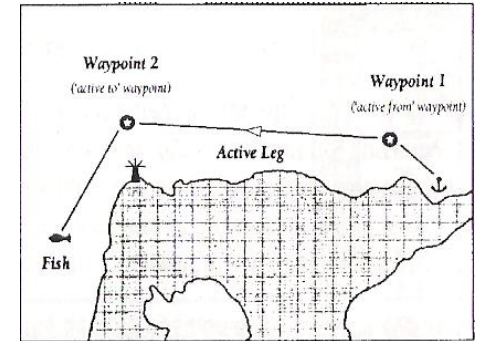 Waypoint 2
('active to' waypoint)
Waypoint 1
('active from' waypoint)
Active Leg
Fish